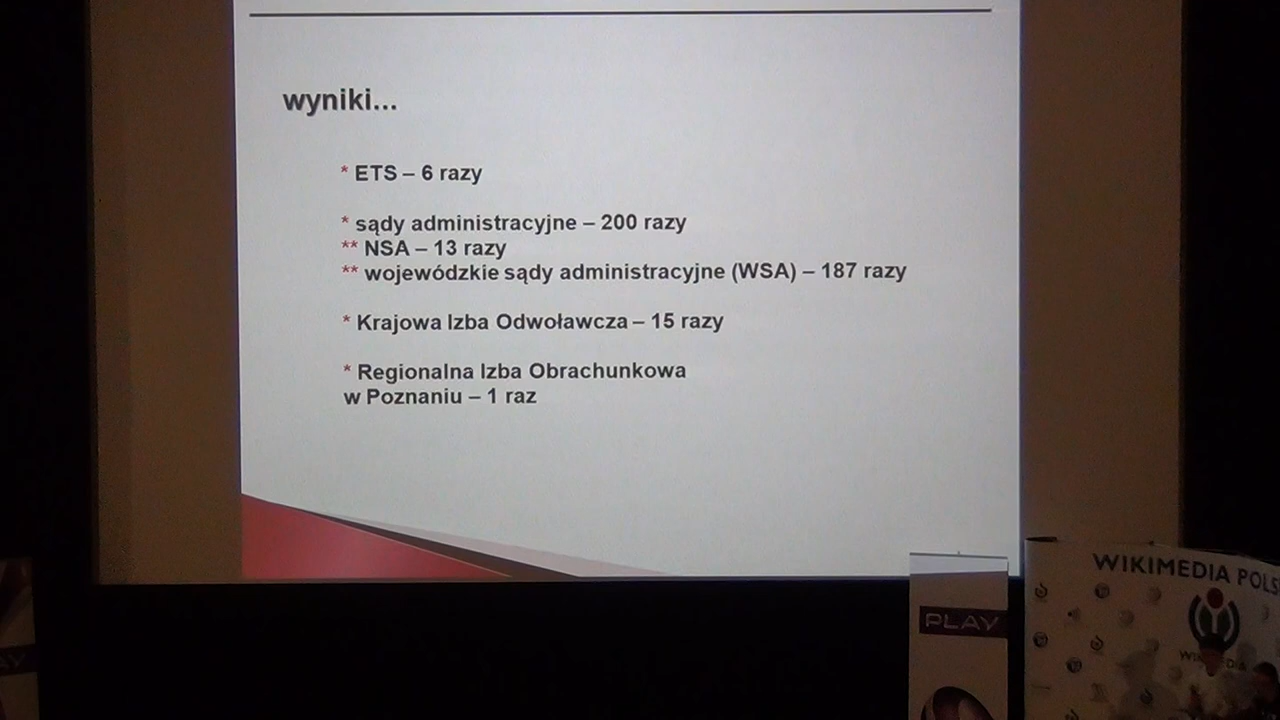 wyniki...
* ETS – 6 razy
* sądy administracyjne – 200 razy
** NSA – 13 razy
** wojewódzkie sądy administracyjne (WSA) – 187 razy
* Krajowa Izba Odwoławcza – 15 razy
* Regionalna Izba Obrachunkowa
w Poznaniu – 1 raz
PLAY
WIKIMEDIA POLS